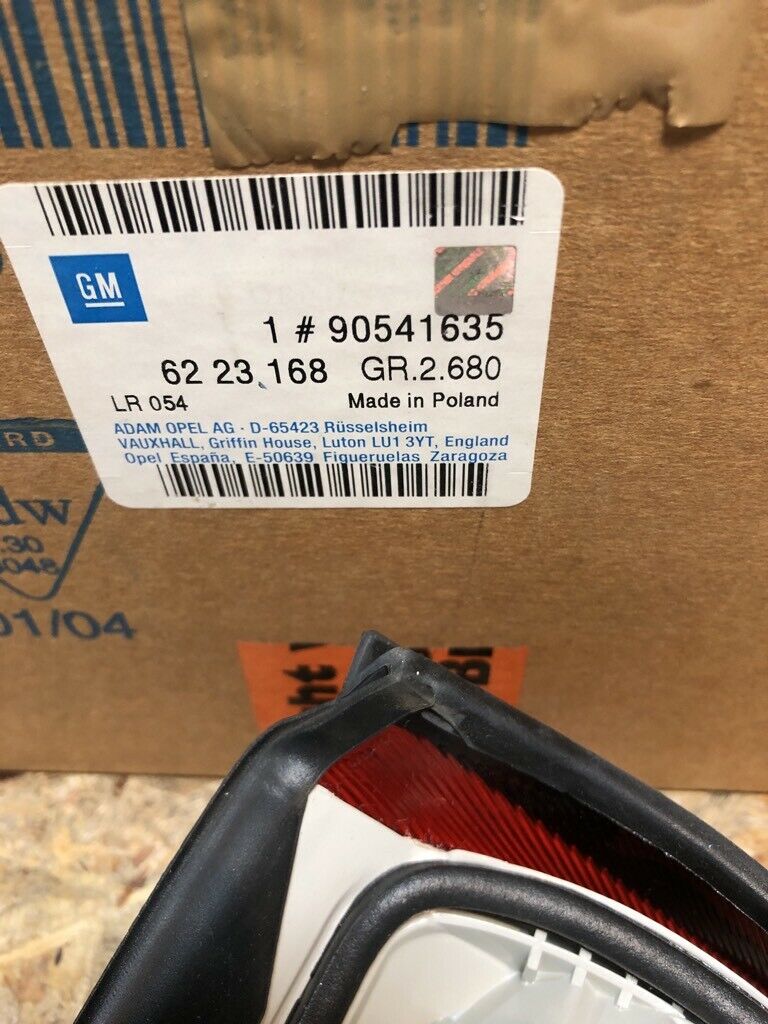 GM
1 # 90541635
62 23.168 GR.2.680
LR 054 Made in Poland
ADAM OPEL AG · D-65423 Rüsselsheim
VAUXHALL, Griffin House, Luton LU1 3YT, England
Opel España, E-50639 Figueruelas Zaragoza
RD
dw
.30
048
01/04
ht